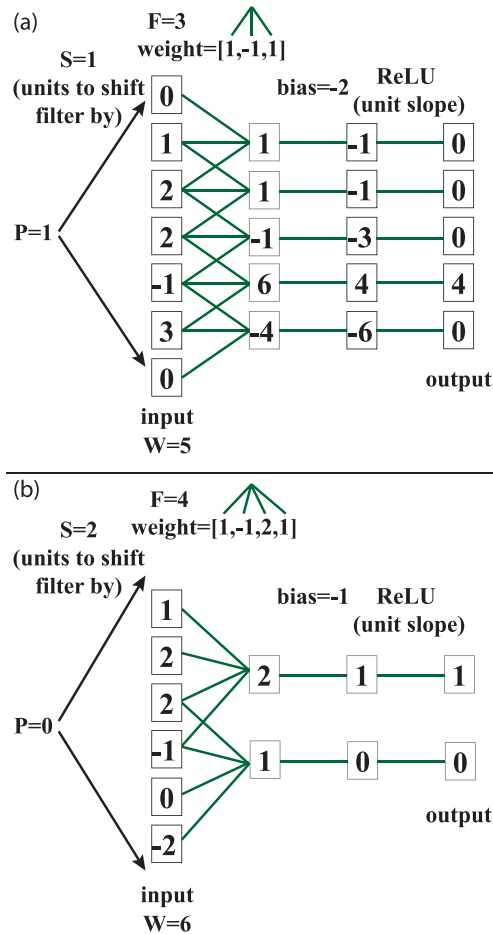 (a)
F=3
weight=[1,-1,1]
S=1
(units to shift
filter by)
bias=-2
ReLU
(unit slope)
P=1
0
1
2
2
-1
3
0
1
1
-1
6
-4
-1
-1
-3
4
-6
0
0
0
4
0
input
W=5
output
(b)
F=4
weight=[1,-1,2,1]
S=2
(units to shift
filter by)
bias=-1
ReLU
(unit slope)
P=0
1
2
2
-1
0
-2
2
1
1
0
1
0
output
input
W=6